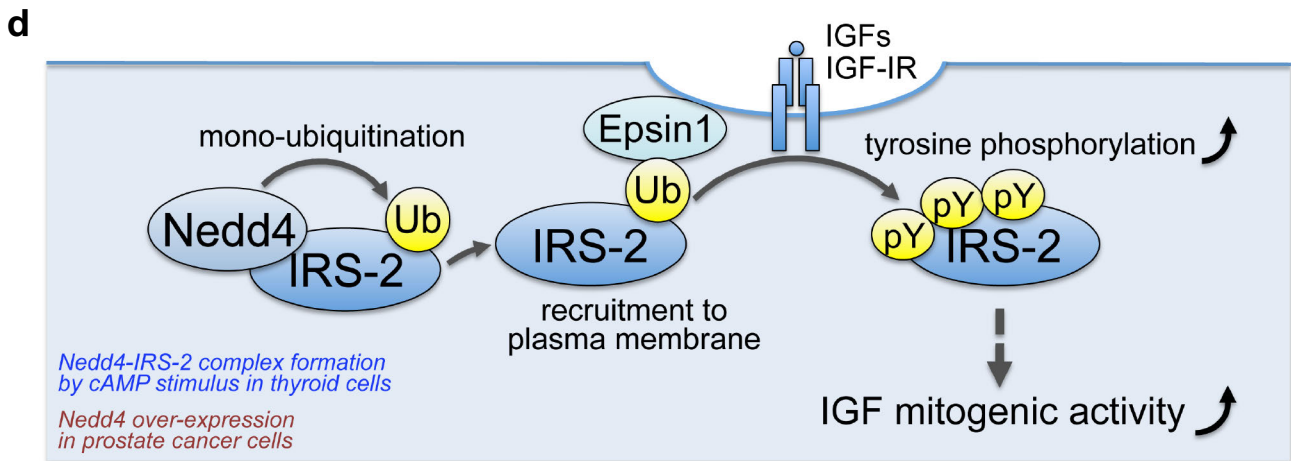 d
IGFs
IGF-IR
mono-ubiquitination
Epsin1
tyrosine phosphorylation
Nedd4
Ub
IRS-2
Ub
IRS-2
pY
pY
pY
IRS-2
recruitment to
plasma membrane
Nedd4-IRS-2 complex formation
by cAMP stimulus in thyroid cells
Nedd4 over-expression
in prostate cancer cells
IGF mitogenic activity